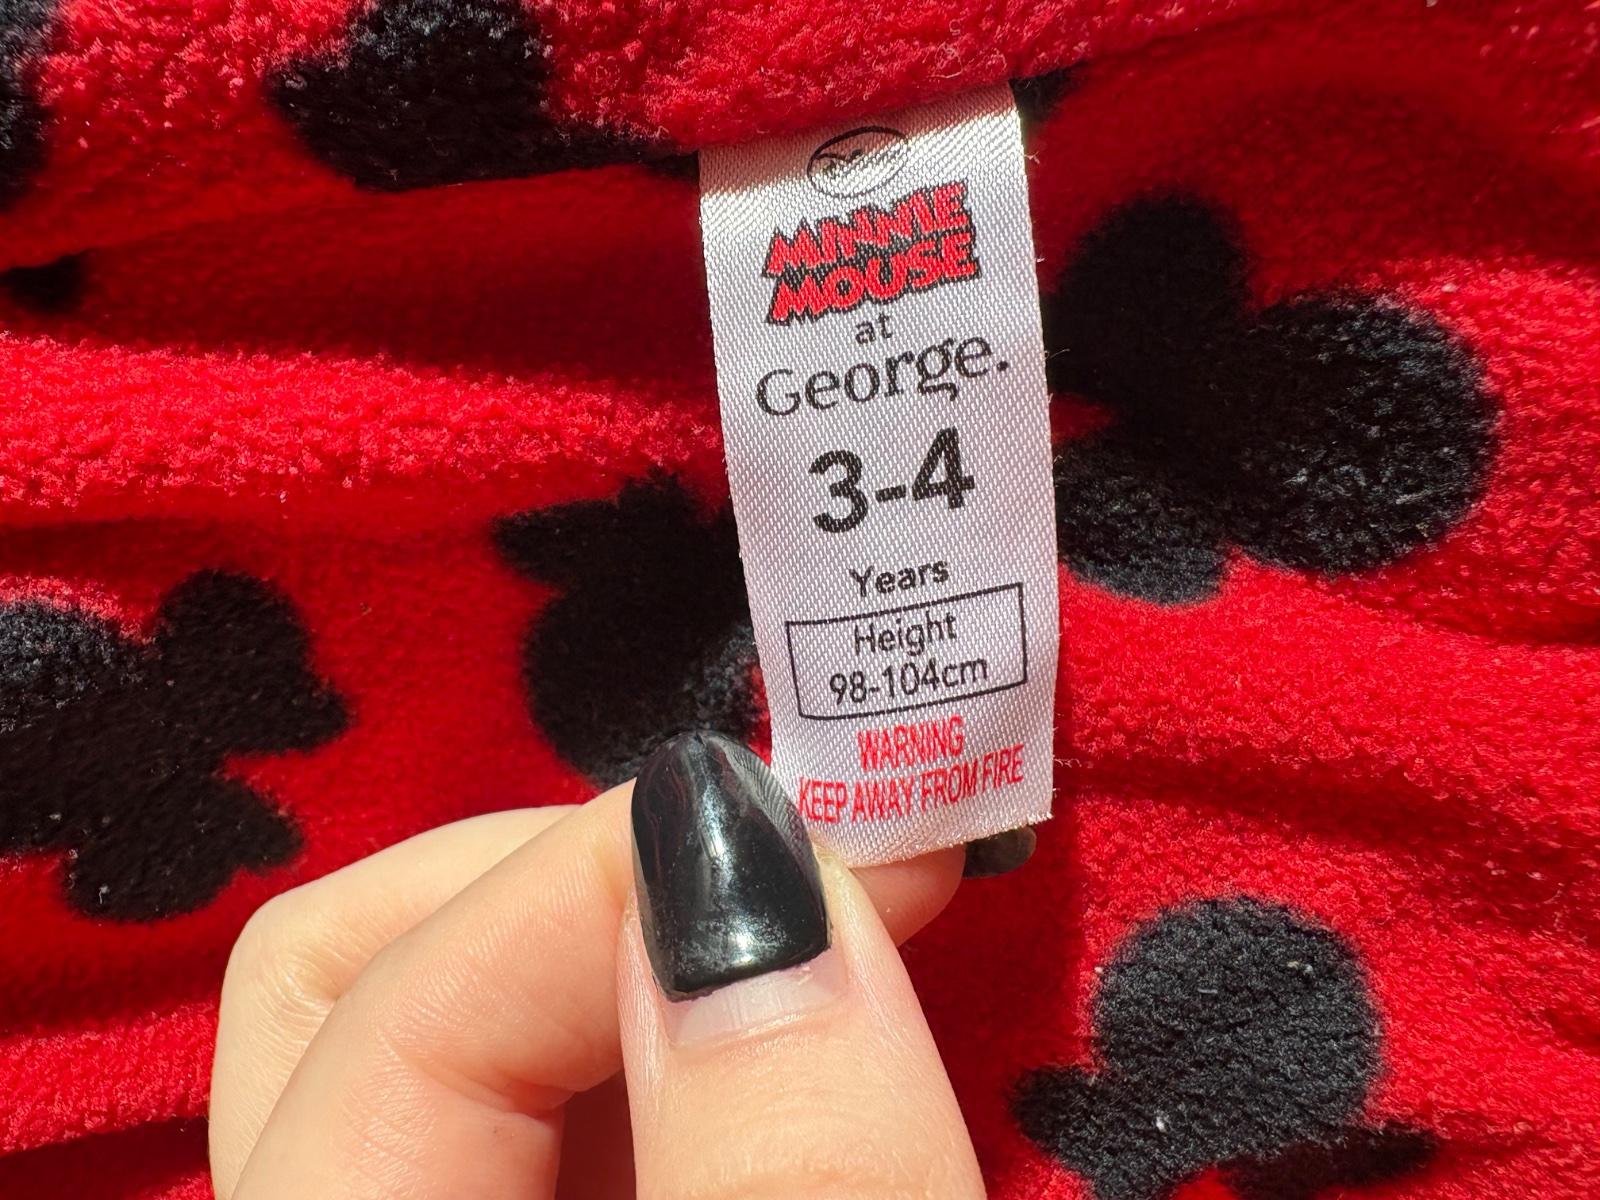 MINNIE
MOUSE
at
George.
3-4
Years
Height
98-104cm
WARNING
KEEP AWAY FROM FIRE